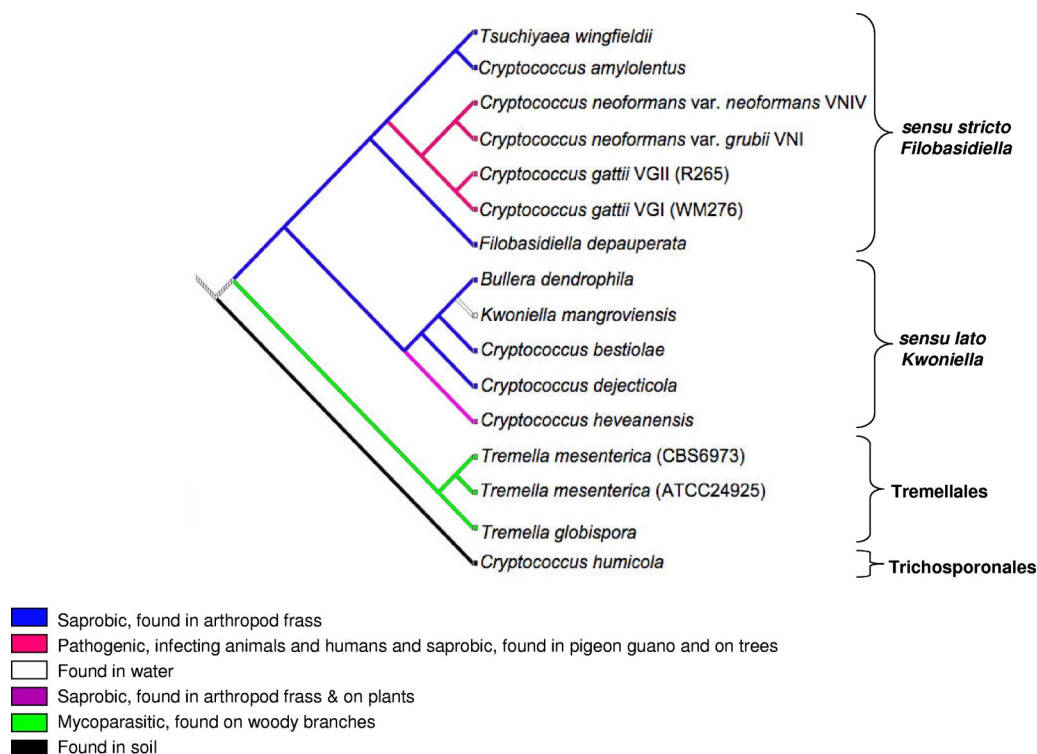 Tsuchiyaea wingfieldii
Cryptococcus amylolentus
Cryptococcus neoformans var. neoformans VNIV
Cryptococcus neoformans var. grubii VNI
Cryptococcus gattii VGII (R265)
Cryptococcus gattii VGI (WM276)
Filobasidiella depauperata
sensu stricto
Filobasidiella
Bullera dendrophila
Kwoniella mangroviensis
Cryptococcus bestiolae
Cryptococcus dejecticola
Cryptococcus heveanensis
sensu lato
Kwoniella
Tremella mesenterica (CBS6973)
Tremella mesenterica (ATCC24925)
Tremella globispora
Tremellales
Cryptococcus humicola
Trichosporonales
Saprobic, found in arthropod frass
Pathogenic, infecting animals and humans and saprobic, found in pigeon guano and on trees
Found in water
Saprobic, found in arthropod frass & on plants
Mycoparasitic, found on woody branches
Found in soil